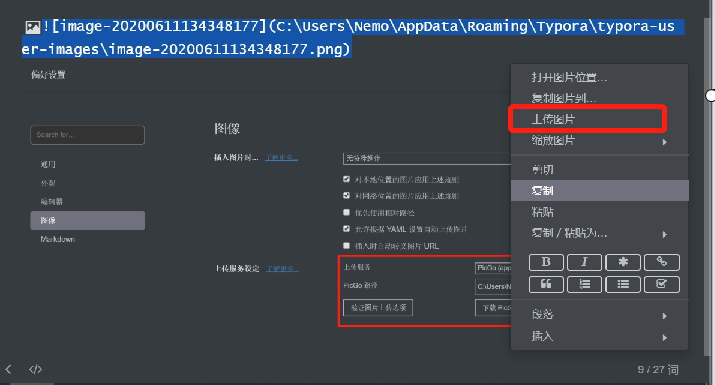 ![image-20200611134348177](C:\Users\Nemo\AppData\Roaming\Typora\typora-us
er-images\image-20200611134348177.png)
偏好设置
Search for...
通用
外观
编辑器
图像
Markdown
图像
插入图片时... 了解更多...
无特殊操作
对本地位置的图片应用上述规则
对网络位置的图片应用上述规则
优先使用相对路径
允许根据 YAML 设置自动上传图片
插入时自动转义图片 URL
上传服务设定 了解更多...
上传服务 PicGo (app
PicGo 路径 C:\Users\N
验证图片上传选项 下载 Pic
打开图片位置...
复制图片到...
上传图片
缩放图片
剪切
复制
粘贴
复制 / 粘贴为...
B I
段落
插入
9 / 27 词